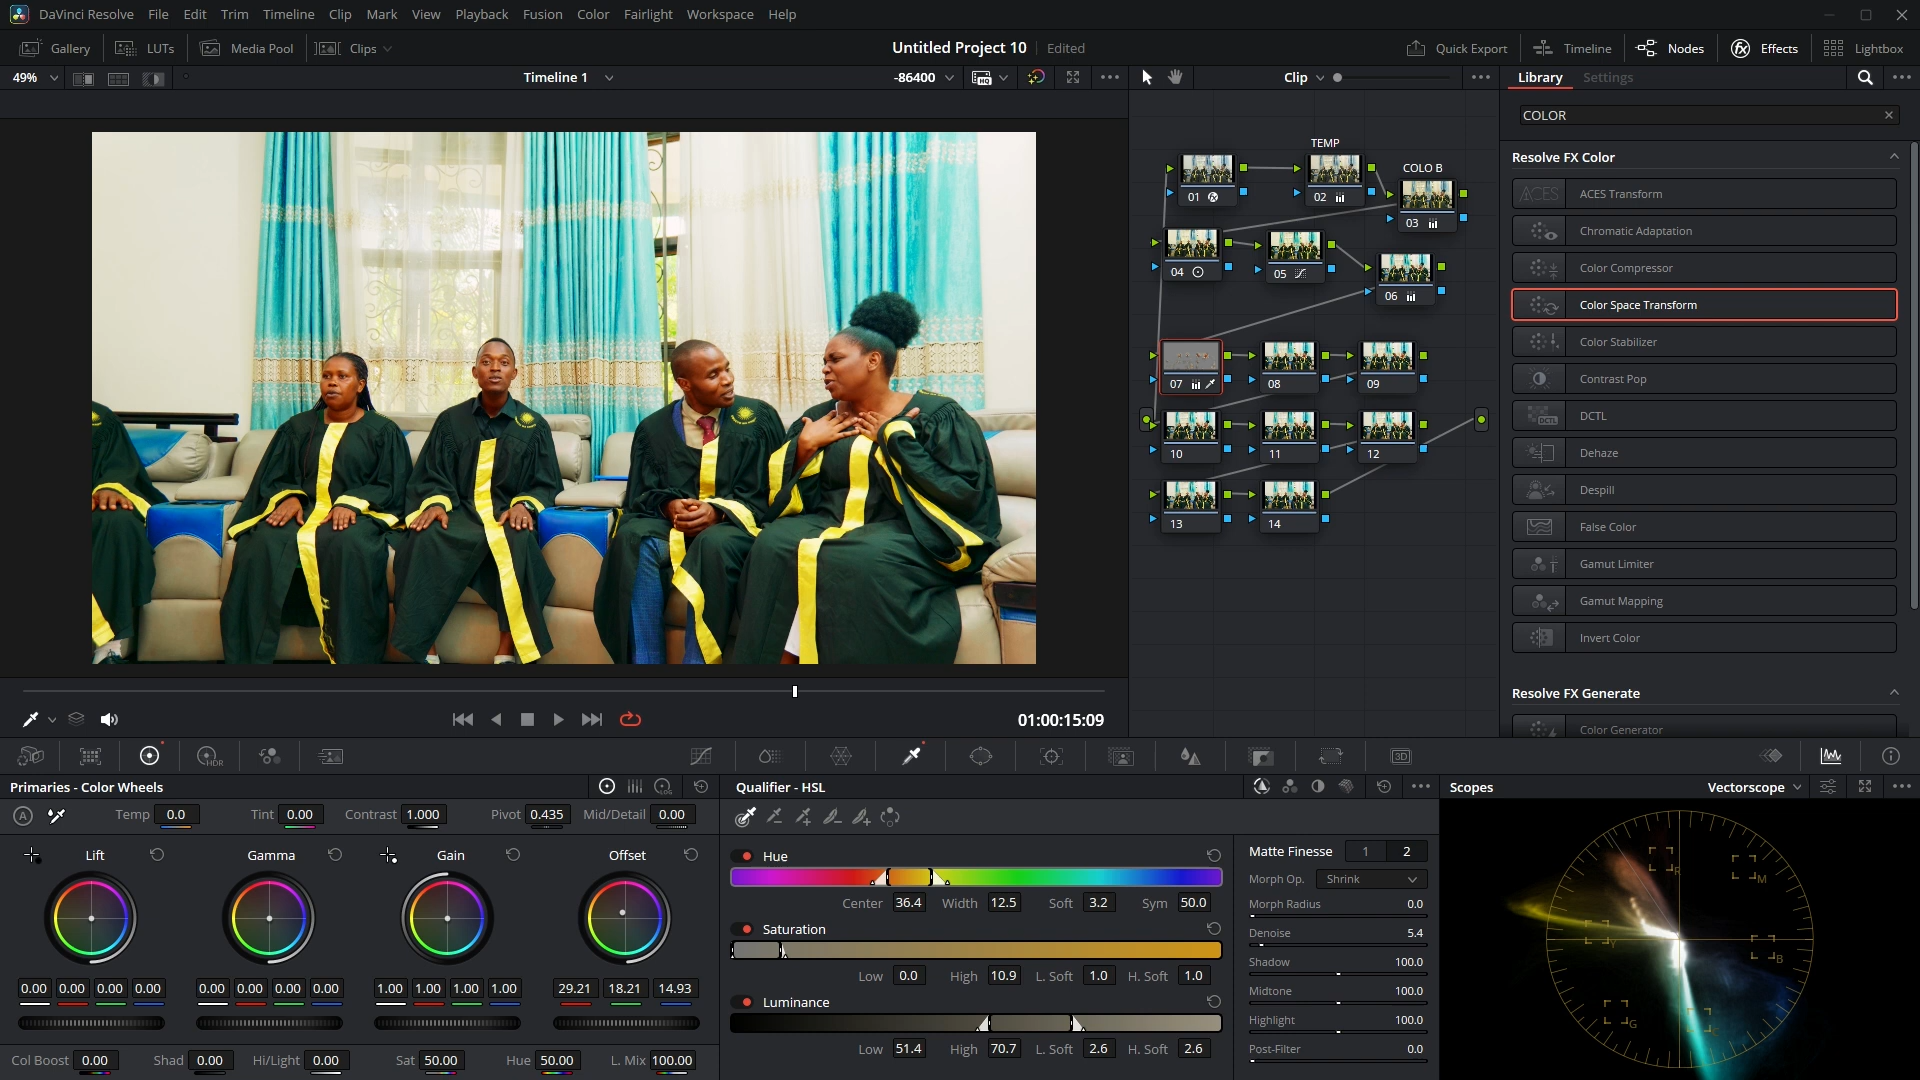 DaVinci Resolve File Edit Trim Timeline Clip Mark View Playback Fusion Color Fairlight Workspace Help
Gallery LUTs Media Pool Clips Untitled Project 10 Edited Quick Export Timeline Nodes Effects Lightbox
49% Timeline 1 -86400 HQ Clip Library Settings
COLOR
TEMP
COLO B
01 02 03
04 05 06
07 08 09
10 11 12
13 14
Resolve FX Color
ACES ACES Transform
Chromatic Adaptation
Color Compressor
Color Space Transform
Color Stabilizer
Contrast Pop
DCTL DCTL
Dehaze
Despill
False Color
Gamut Limiter
Gamut Mapping
Invert Color
Resolve FX Generate
Color Generator
01:00:15:09
HDR 3D
Primaries - Color Wheels
LOG
A Temp 0.0 Tint 0.00 Contrast 1.000 Pivot 0.435 Mid/Detail 0.00
Lift Gamma Gain Offset
0.00 0.00 0.00 0.00 0.00 0.00 0.00 0.00 1.00 1.00 1.00 1.00 29.21 18.21 14.93
Col Boost 0.00 Shad 0.00 Hi/Light 0.00 Sat 50.00 Hue 50.00 L. Mix 100.00
Qualifier - HSL
Hue
Center 36.4 Width 12.5 Soft 3.2 Sym 50.0
Saturation
Low 0.0 High 10.9 L. Soft 1.0 H. Soft 1.0
Luminance
Low 51.4 High 70.7 L. Soft 2.6 H. Soft 2.6
Matte Finesse 1 2
Morph Op. Shrink
Morph Radius 0.0
Denoise 5.4
Shadow 100.0
Midtone 100.0
Highlight 100.0
Post-Filter 0.0
Scopes Vectorscope
R M
Y B
G C